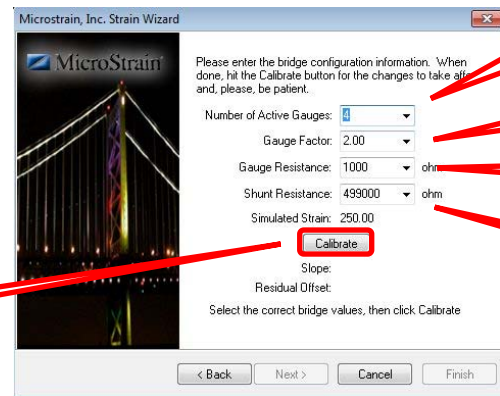 Microstrain, Inc. Strain Wizard
MicroStrain
Please enter the bridge configuration information. When
done, hit the Calibrate button for the changes to take
and, please, be patient.
Number of Active Gauges: 4
Gauge Factor: 2.00
Gauge Resistance: 1000 ohm
Shunt Resistance: 499000 ohm
Simulated Strain: 250.00
Calibrate
Slope:
Residual Offset:
Select the correct bridge values, then click Calibrate
< Back Next > Cancel Finish